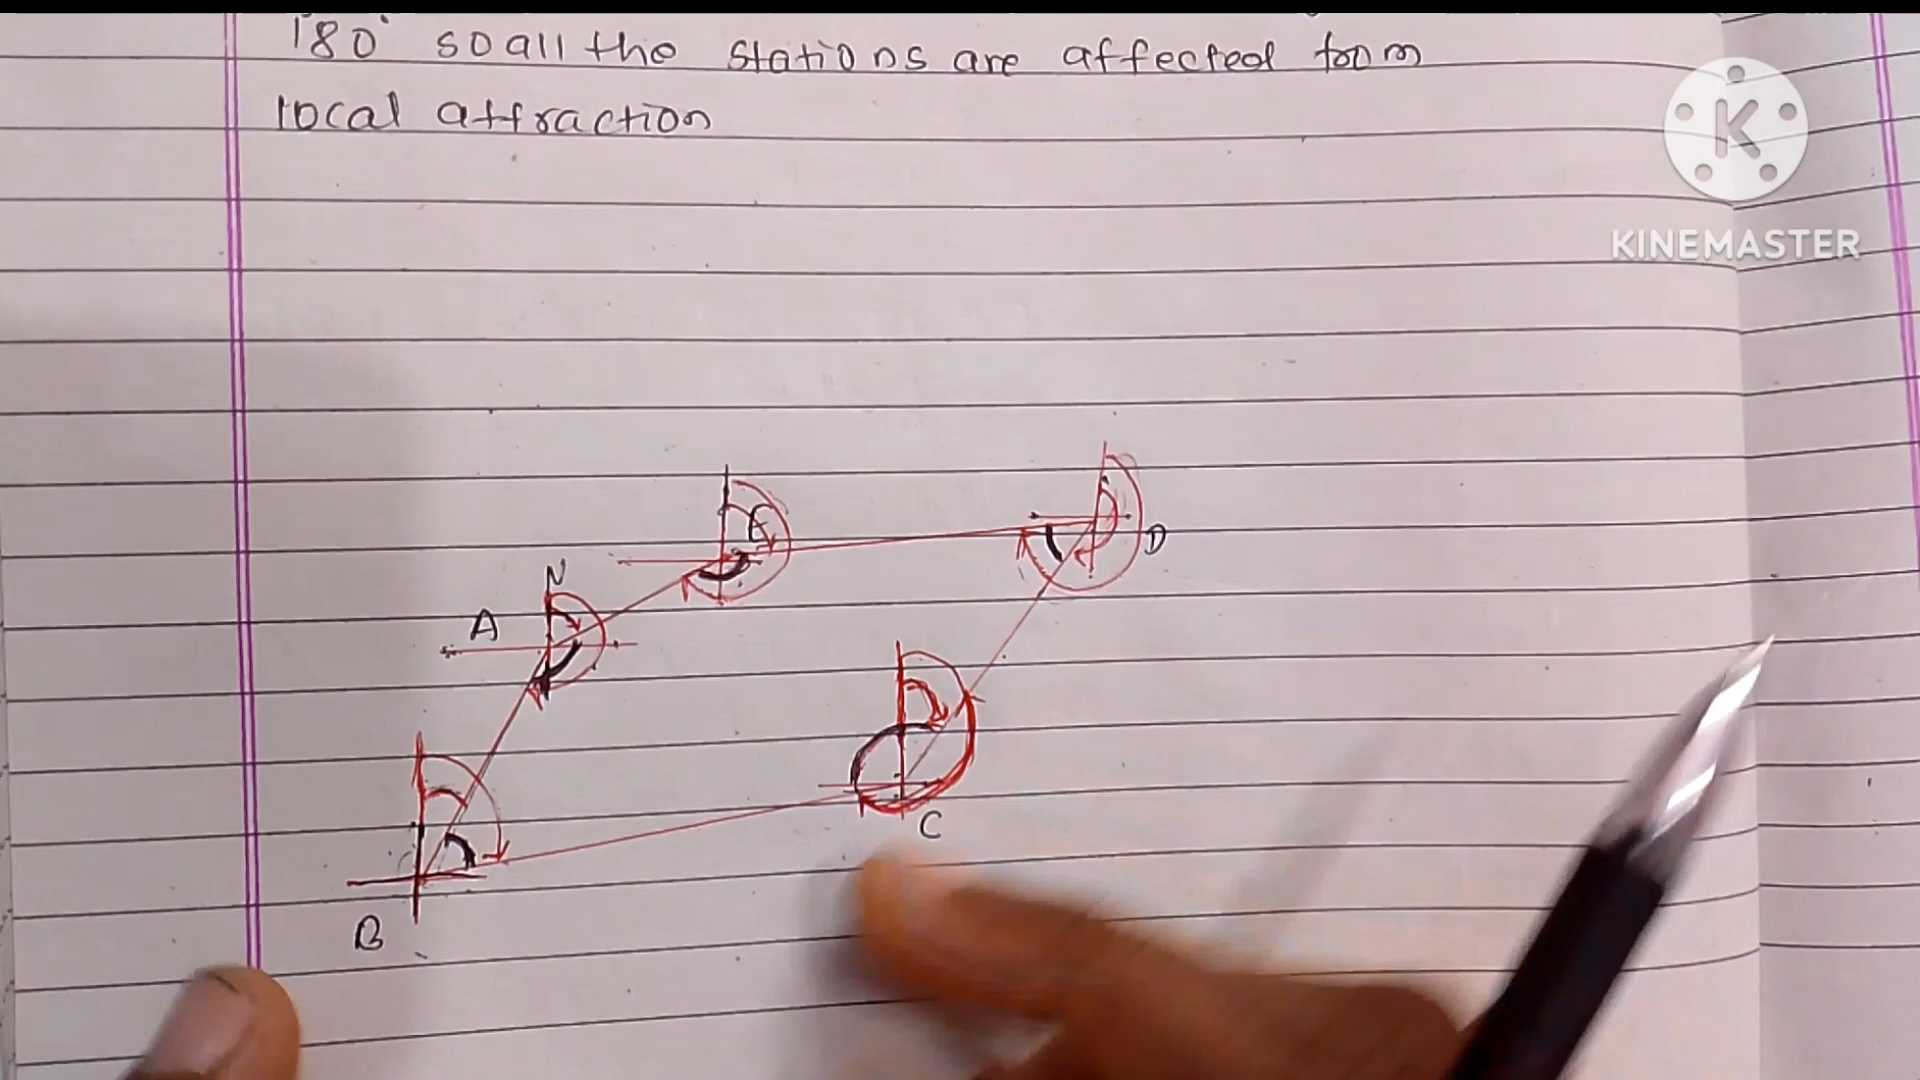 180° so all the stations are affected from
local attraction
K
KINEMASTER
E
D
N
A
C
B